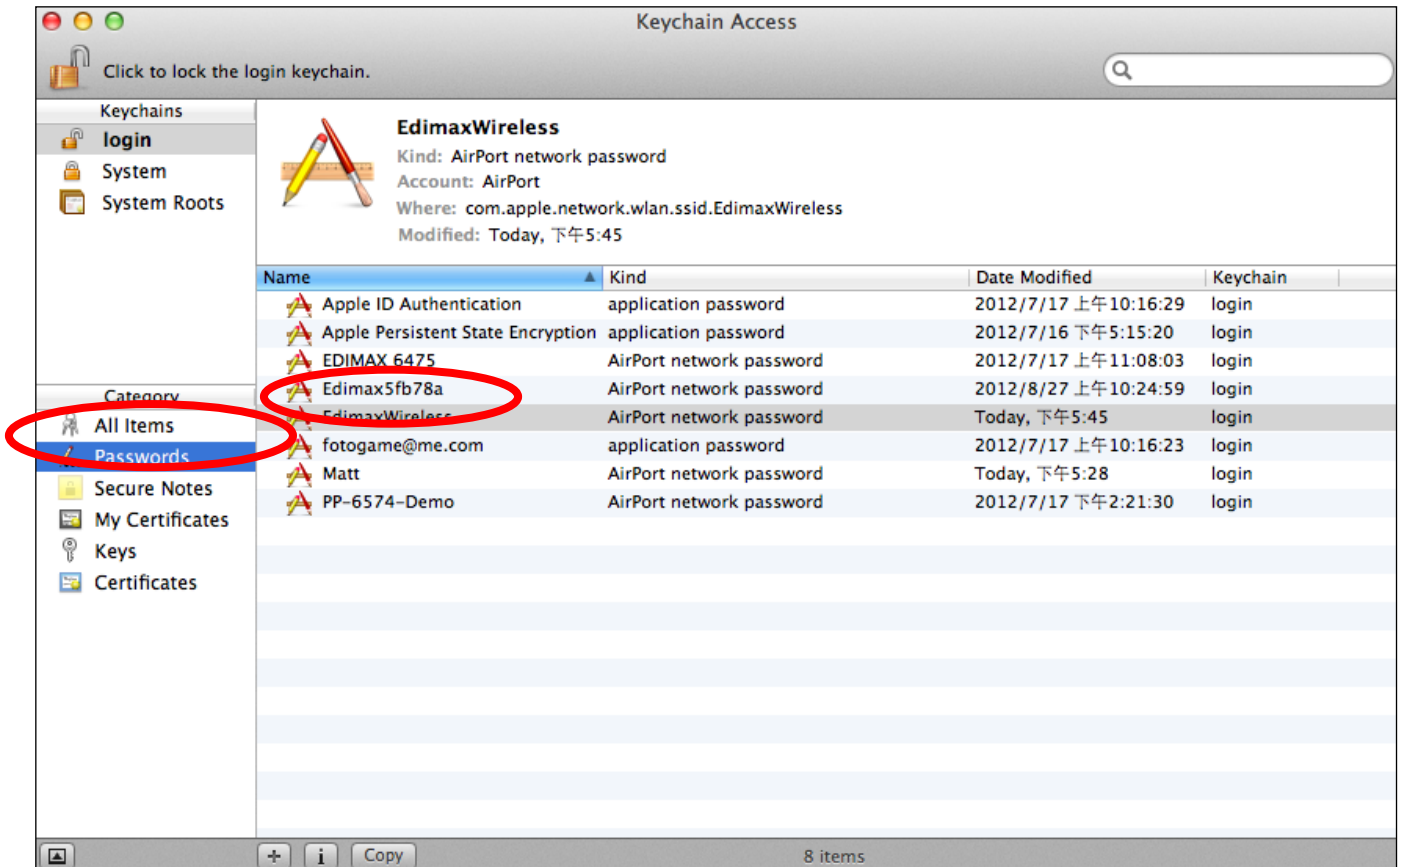 Keychain Access
Click to lock the login keychain.
Keychains
login
System
System Roots
EdimaxWireless
Kind: AirPort network password
Account: AirPort
Where: com.apple.network.wlan.ssid.EdimaxWireless
Modified: Today, 下午5:45
Name Kind Date Modified Keychain
Apple ID Authentication application password 2012/7/17 上午10:16:29 login
Apple Persistent State Encryption application password 2012/7/16 下午5:15:20 login
EDIMAX 6475 AirPort network password 2012/7/17 上午11:08:03 login
Edimax5fb78a AirPort network password 2012/8/27 上午10:24:59 login
EdimaxWireless AirPort network password Today, 下午5:45 login
fotogame@me.com application password 2012/7/17 上午10:16:23 login
Matt AirPort network password Today, 下午5:28 login
PP-6574-Demo AirPort network password 2012/7/17 下午2:21:30 login
Category
All Items
Passwords
Secure Notes
My Certificates
Keys
Certificates
+ i Copy 8 items